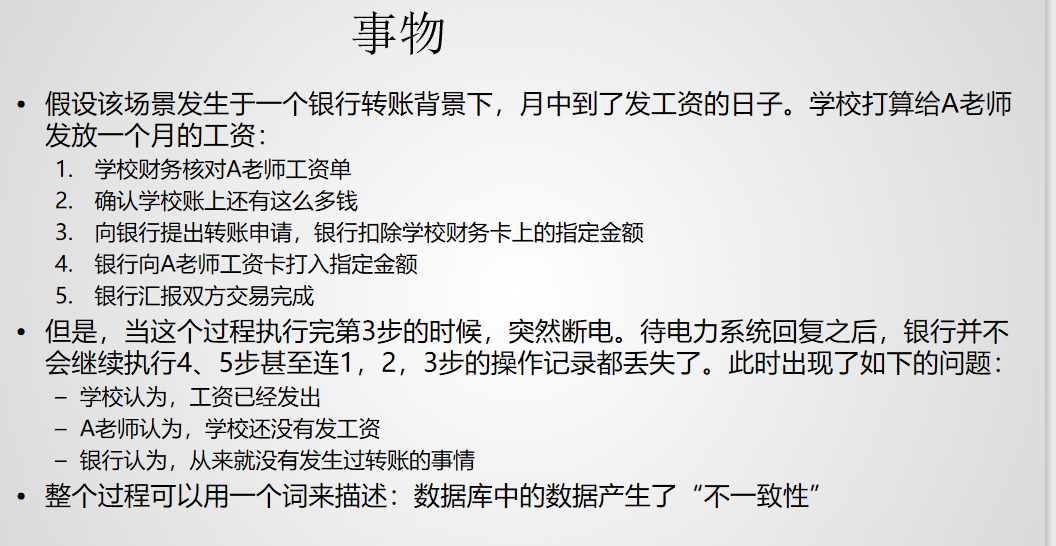 事物
• 假设该场景发生于一个银行转账背景下，月中到了发工资的日子。学校打算给A老师
发放一个月的工资：
1. 学校财务核对A老师工资单
2. 确认学校账上还有这么多钱
3. 向银行提出转账申请，银行扣除学校财务卡上的指定金额
4. 银行向A老师工资卡打入指定金额
5. 银行汇报双方交易完成
• 但是，当这个过程执行完第3步的时候，突然断电。待电力系统回复之后，银行并不
会继续执行4、5步甚至连1，2，3步的操作记录都丢失了。此时出现了如下的问题：
– 学校认为，工资已经发出
– A老师认为，学校还没有发工资
– 银行认为，从来就没有发生过转账的事情
• 整个过程可以用一个词来描述：数据库中的数据产生了“不一致性”